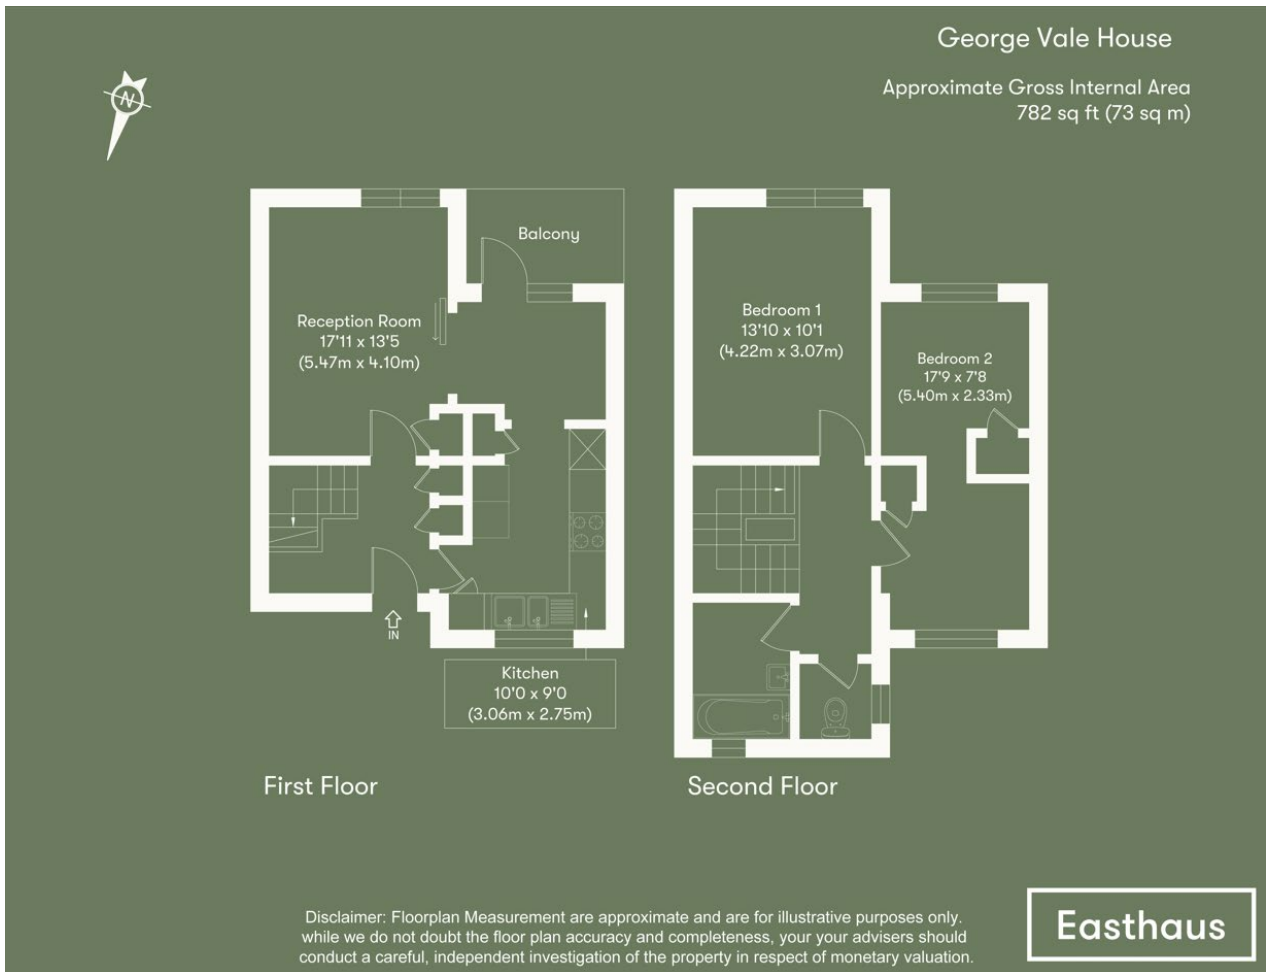 George Vale House
Approximate Gross Internal Area
782 sq ft (73 sq m)
N
Balcony
Reception Room
17'11 x 13'5
(5.47m x 4.10m)
Bedroom 1
13'10 x 10'1
(4.22m x 3.07m)
Bedroom 2
17'9 x 7'8
(5.40m x 2.33m)
IN
Kitchen
10'0 x 9'0
(3.06m x 2.75m)
First Floor
Second Floor
Disclaimer: Floorplan Measurement are approximate and are for illustrative purposes only.
while we do not doubt the floor plan accuracy and completeness, your your advisers should
conduct a careful, independent investigation of the property in respect of monetary valuation.
Easthaus